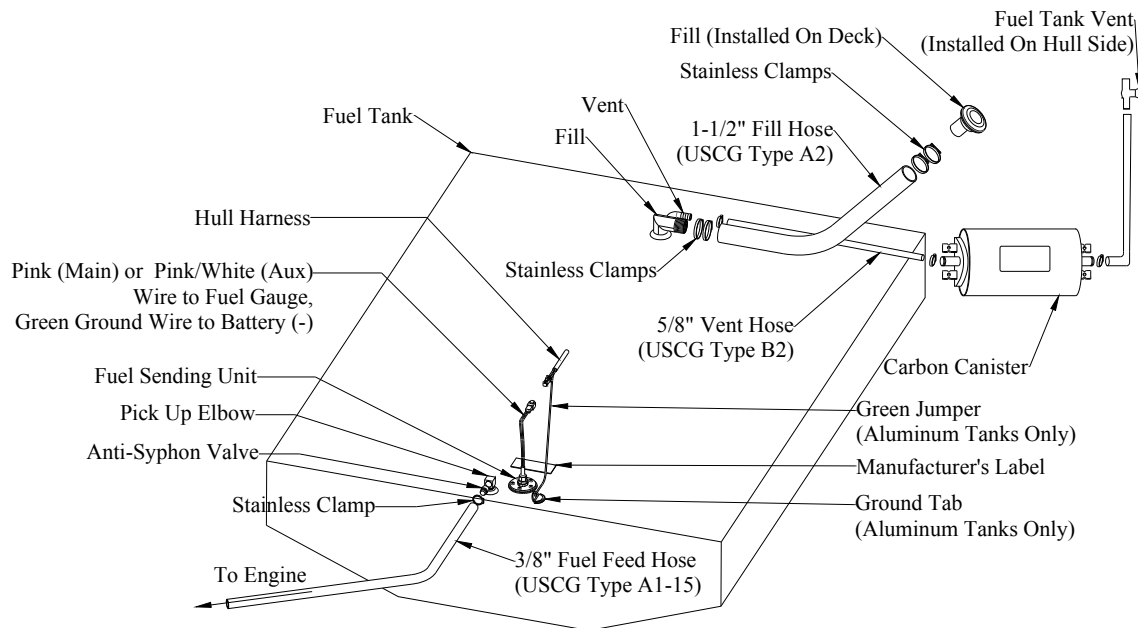 Fuel Tank Vent
(Installed On Hull Side)
Fill (Installed On Deck)
Stainless Clamps
Vent
Fill
Fuel Tank
1-1/2" Fill Hose
(USCG Type A2)
Hull Harness
Stainless Clamps
Pink (Main) or Pink/White (Aux)
Wire to Fuel Gauge,
Green Ground Wire to Battery (-)
5/8" Vent Hose
(USCG Type B2)
Carbon Canister
Fuel Sending Unit
Pick Up Elbow
Anti-Syphon Valve
Stainless Clamp
Green Jumper
(Aluminum Tanks Only)
Manufacturer's Label
Ground Tab
(Aluminum Tanks Only)
3/8" Fuel Feed Hose
(USCG Type A1-15)
To Engine